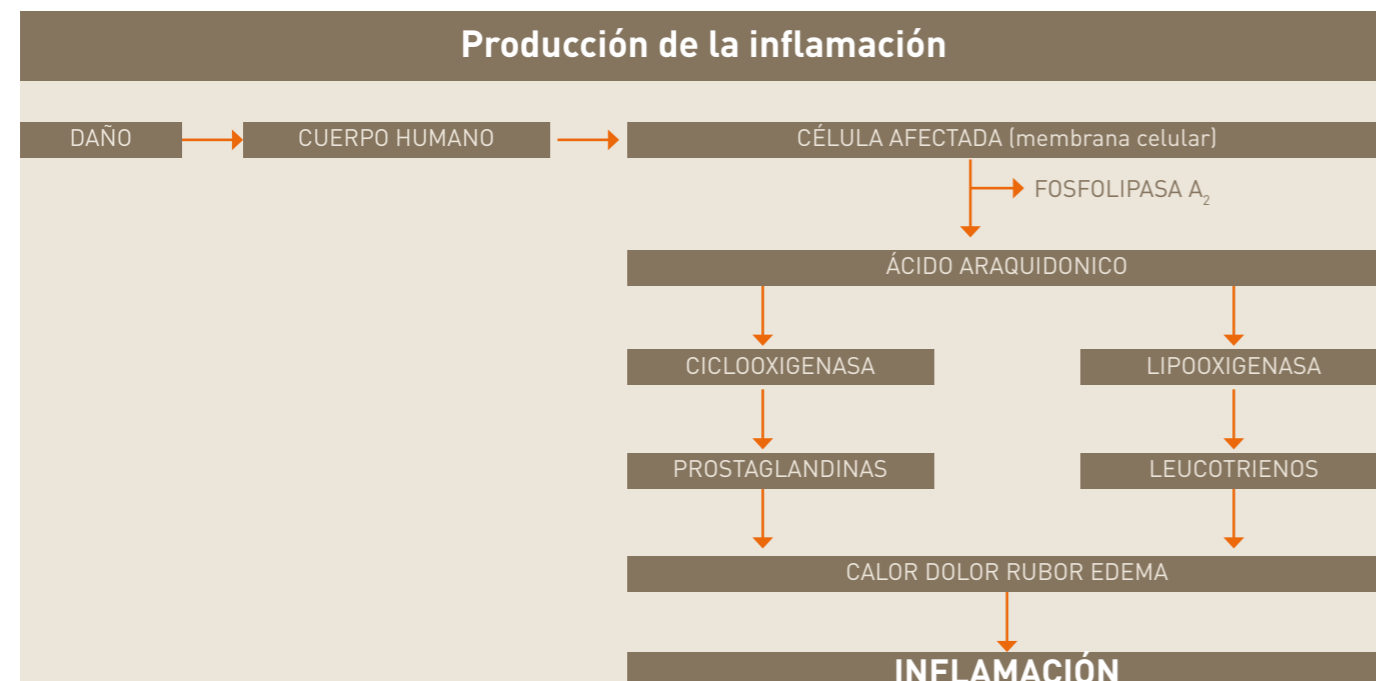 Producción de la inflamación
DAÑO
CUERPO HUMANO
CÉLULA AFECTADA (membrana celular)
FOSFOLIPASA A₂
ÁCIDO ARAQUIDONICO
CICLOOXIGENASA
LIPOOXIGENASA
PROSTAGLANDINAS
LEUCOTRIENOS
CALOR DOLOR RUBOR EDEMA
INFLAMACIÓN